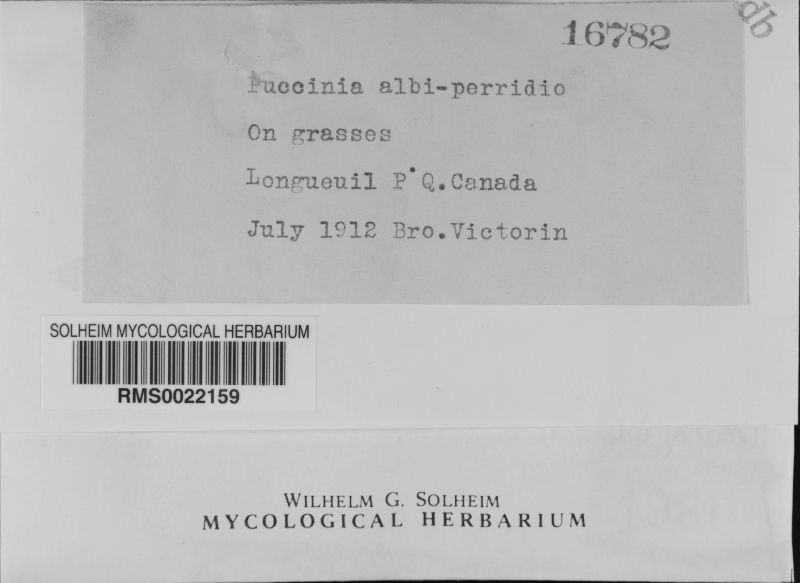 16782
db
Puccinia albi-perridio
On grasses
Longueuil P.Q.Canada
July 1912 Bro.Victorin
SOLHEIM MYCOLOGICAL HERBARIUM
RMS0022159
WILHELM G. SOLHEIM
MYCOLOGICAL HERBARIUM